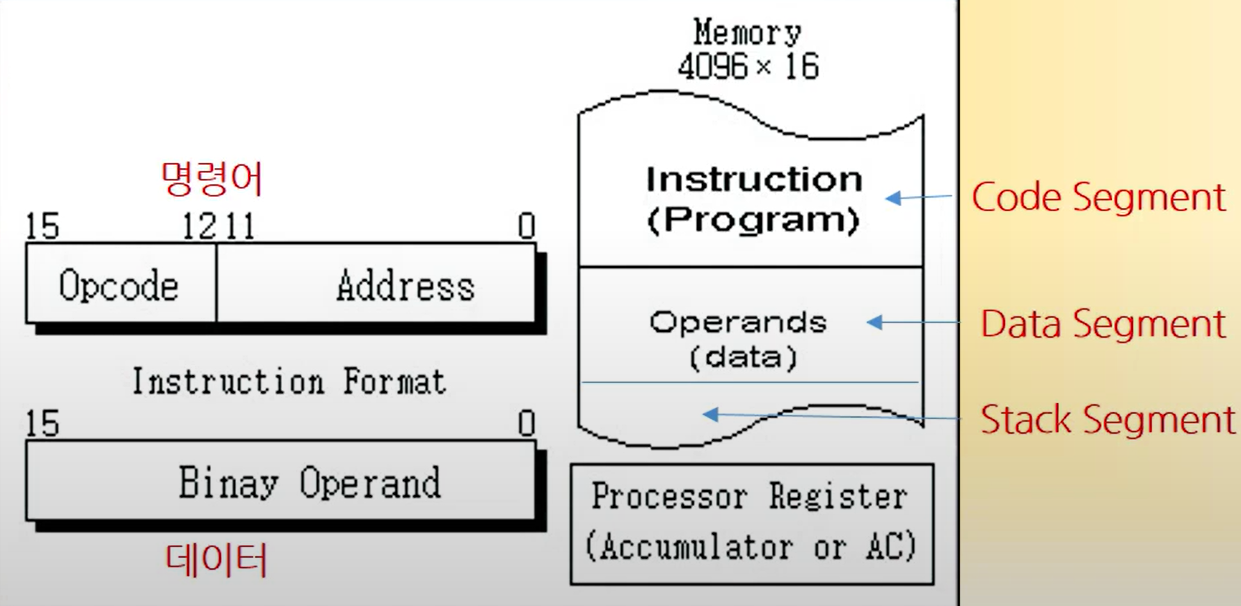 명령어
15 12 11 0
Opcode Address
Instruction Format
15 0
Binay Operand
데이터
Memory
4096 × 16
Instruction
(Program)
Operands
(data)
Processor Register
(Accumulator or AC)
Code Segment
Data Segment
Stack Segment